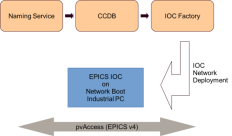 Naming Service
CCDB
IOC Factory
IOC
Network
Deployment
EPICS IOC
on
Network Boot
Industrial PC
pvAccess (EPICS v4)